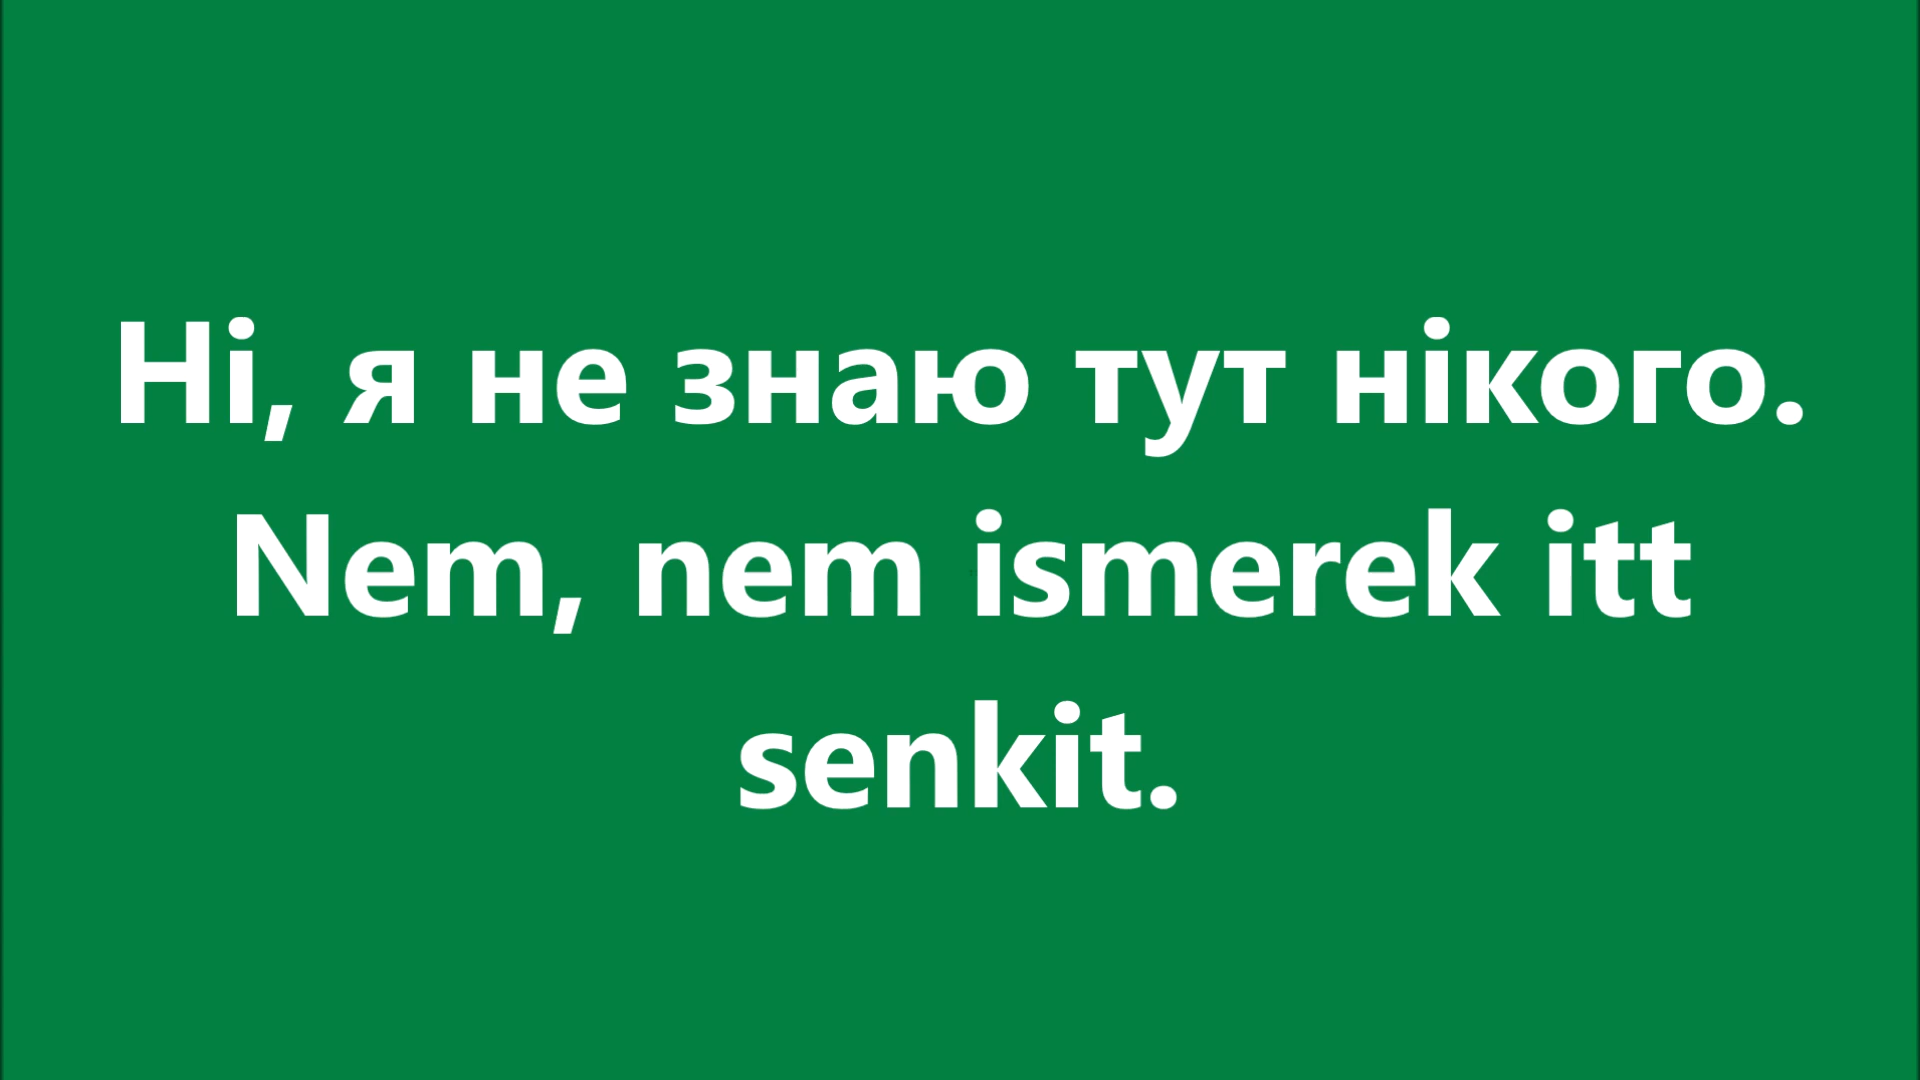 Ні, я не знаю тут нікого.
Nem, nem ismerek itt
senkit.